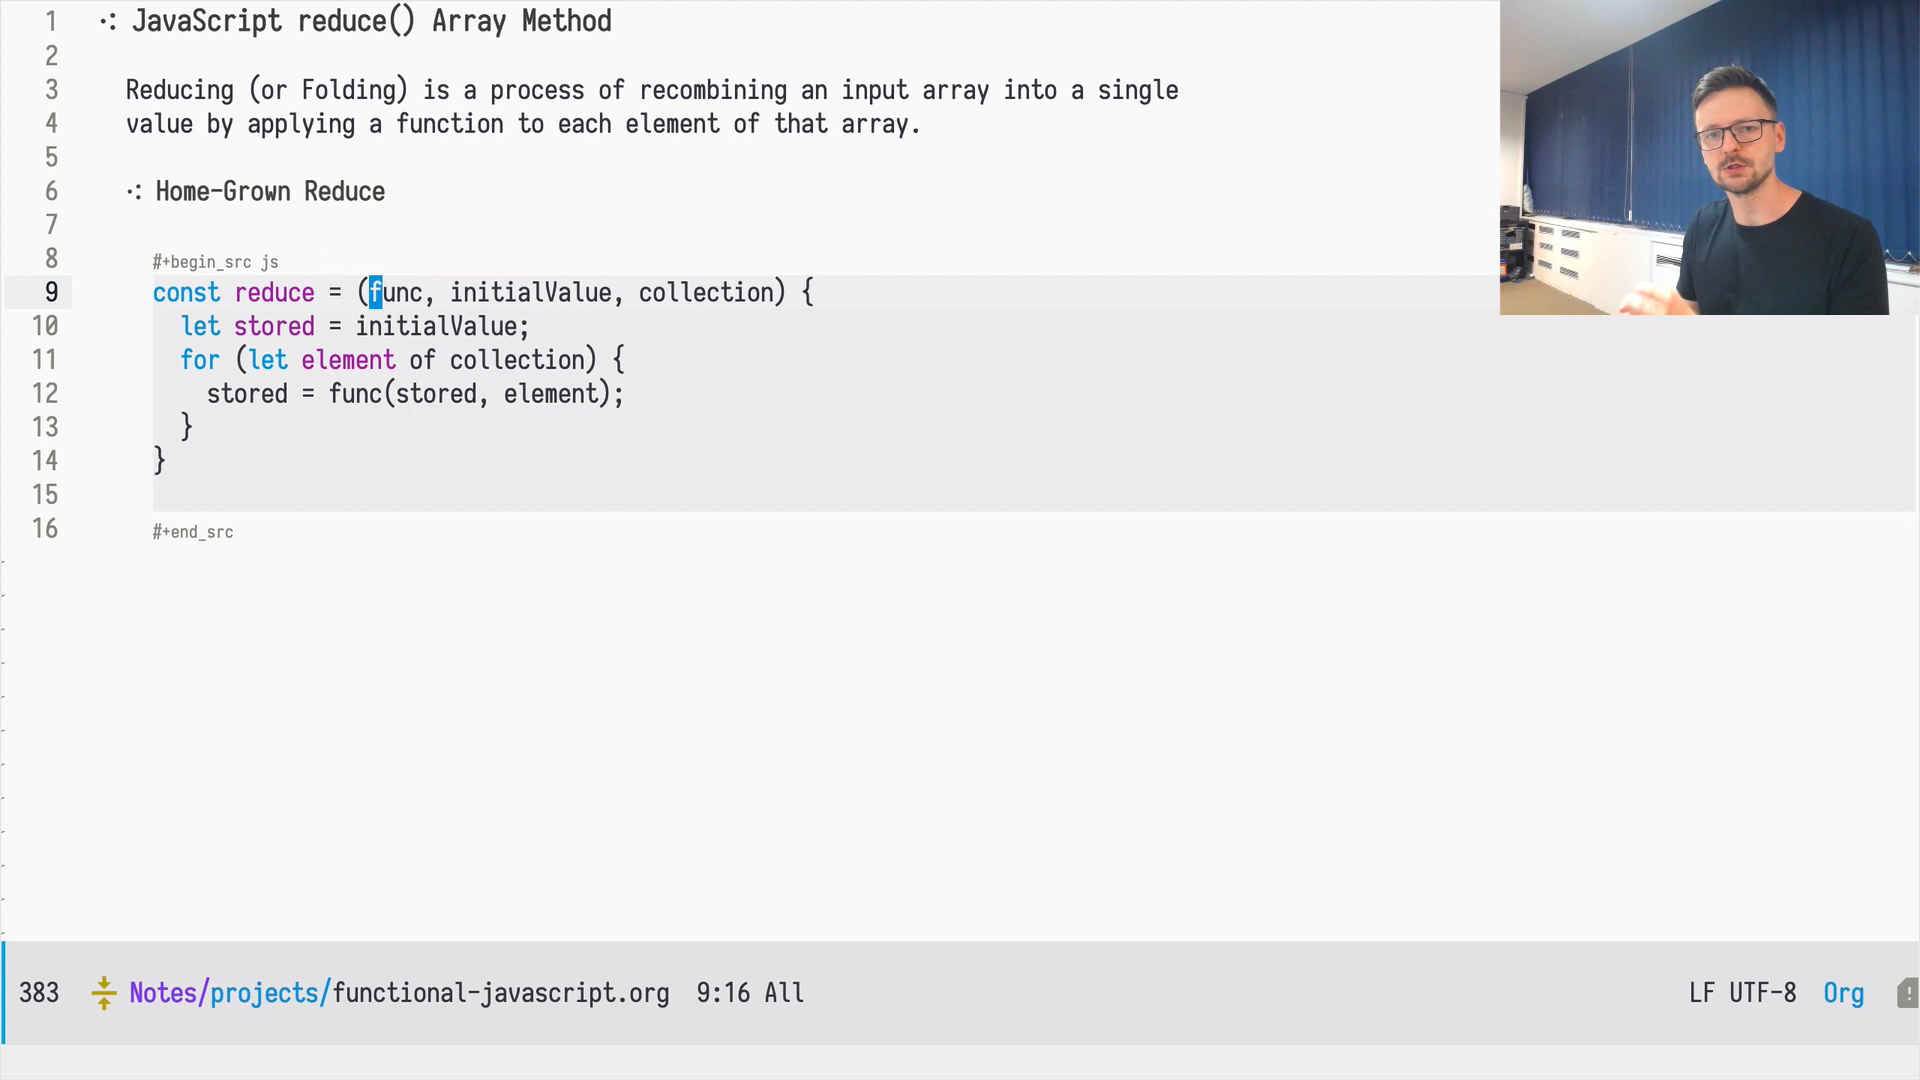 1 JavaScript reduce() Array Method
2
3 Reducing (or Folding) is a process of recombining an input array into a single
4 value by applying a function to each element of that array.
5
6 Home-Grown Reduce
7
8 #+begin_src js
9 const reduce = (func, initialValue, collection) {
10 let stored = initialValue;
11 for (let element of collection) {
12 stored = func(stored, element);
13 }
14 }
15
16 #+end_src
383 Notes/projects/functional-javascript.org 9:16 All LF UTF-8 Org